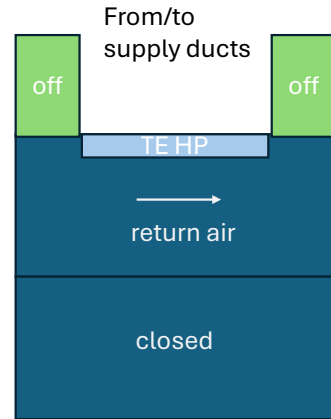 From/to
supply ducts
off
off
TE HP
return air
closed